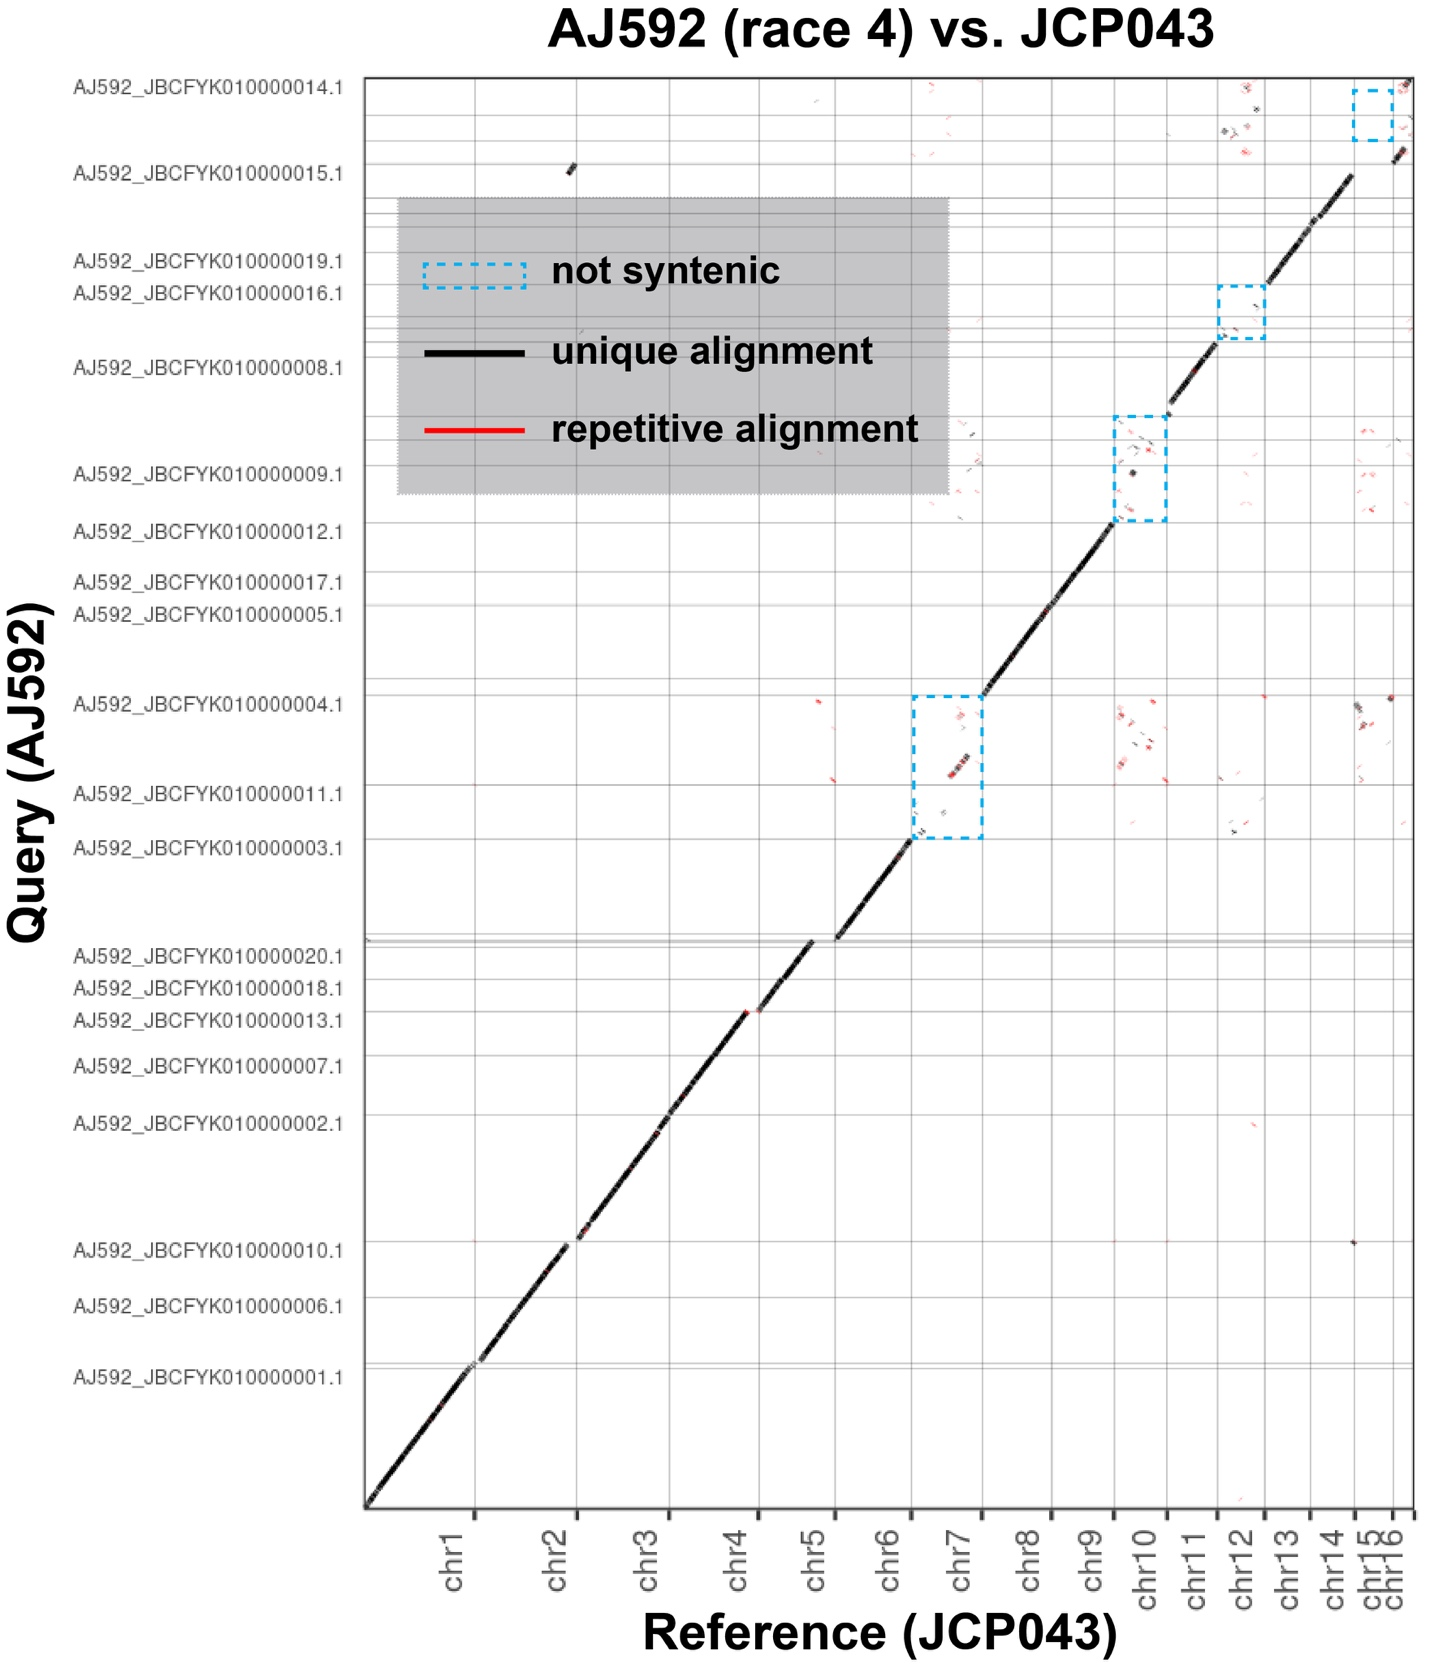 AJ592 (race 4) vs. JCP043
AJ592_JBCFYK010000014.1
AJ592_JBCFYK010000015.1
AJ592_JBCFYK010000019.1
AJ592_JBCFYK010000016.1
AJ592_JBCFYK010000008.1
AJ592_JBCFYK010000009.1
AJ592_JBCFYK010000012.1
AJ592_JBCFYK010000017.1
AJ592_JBCFYK010000005.1
AJ592_JBCFYK010000004.1
AJ592_JBCFYK010000011.1
AJ592_JBCFYK010000003.1
AJ592_JBCFYK010000020.1
AJ592_JBCFYK010000018.1
AJ592_JBCFYK010000013.1
AJ592_JBCFYK010000007.1
AJ592_JBCFYK010000002.1
AJ592_JBCFYK010000010.1
AJ592_JBCFYK010000006.1
AJ592_JBCFYK010000001.1
Query (AJ592)
not syntenic
unique alignment
repetitive alignment
chr1
chr2
chr3
chr4
chr5
chr6
chr7
chr8
chr9
chr10
chr11
chr12
chr13
chr14
chr15
chr16
Reference (JCP043)